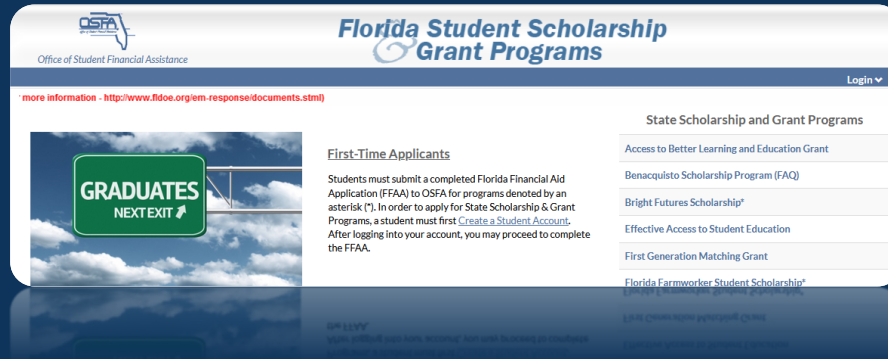 OSFA
Office of Student Financial Assistance
Florida Student Scholarship
& Grant Programs
Login
more information - http://www.fldoe.org/em-response/documents.stml)
State Scholarship and Grant Programs
GRADUATES
NEXT EXIT
First-Time Applicants
Students must submit a completed Florida Financial Aid
Application (FFAA) to OSFA for programs denoted by an
asterisk (*). In order to apply for State Scholarship & Grant
Programs, a student must first Create a Student Account.
After logging into your account, you may proceed to complete
the FFAA.
Access to Better Learning and Education Grant
Benacquisto Scholarship Program (FAQ)
Bright Futures Scholarship*
Effective Access to Student Education
First Generation Matching Grant
Florida Farmworker Student Scholarship*